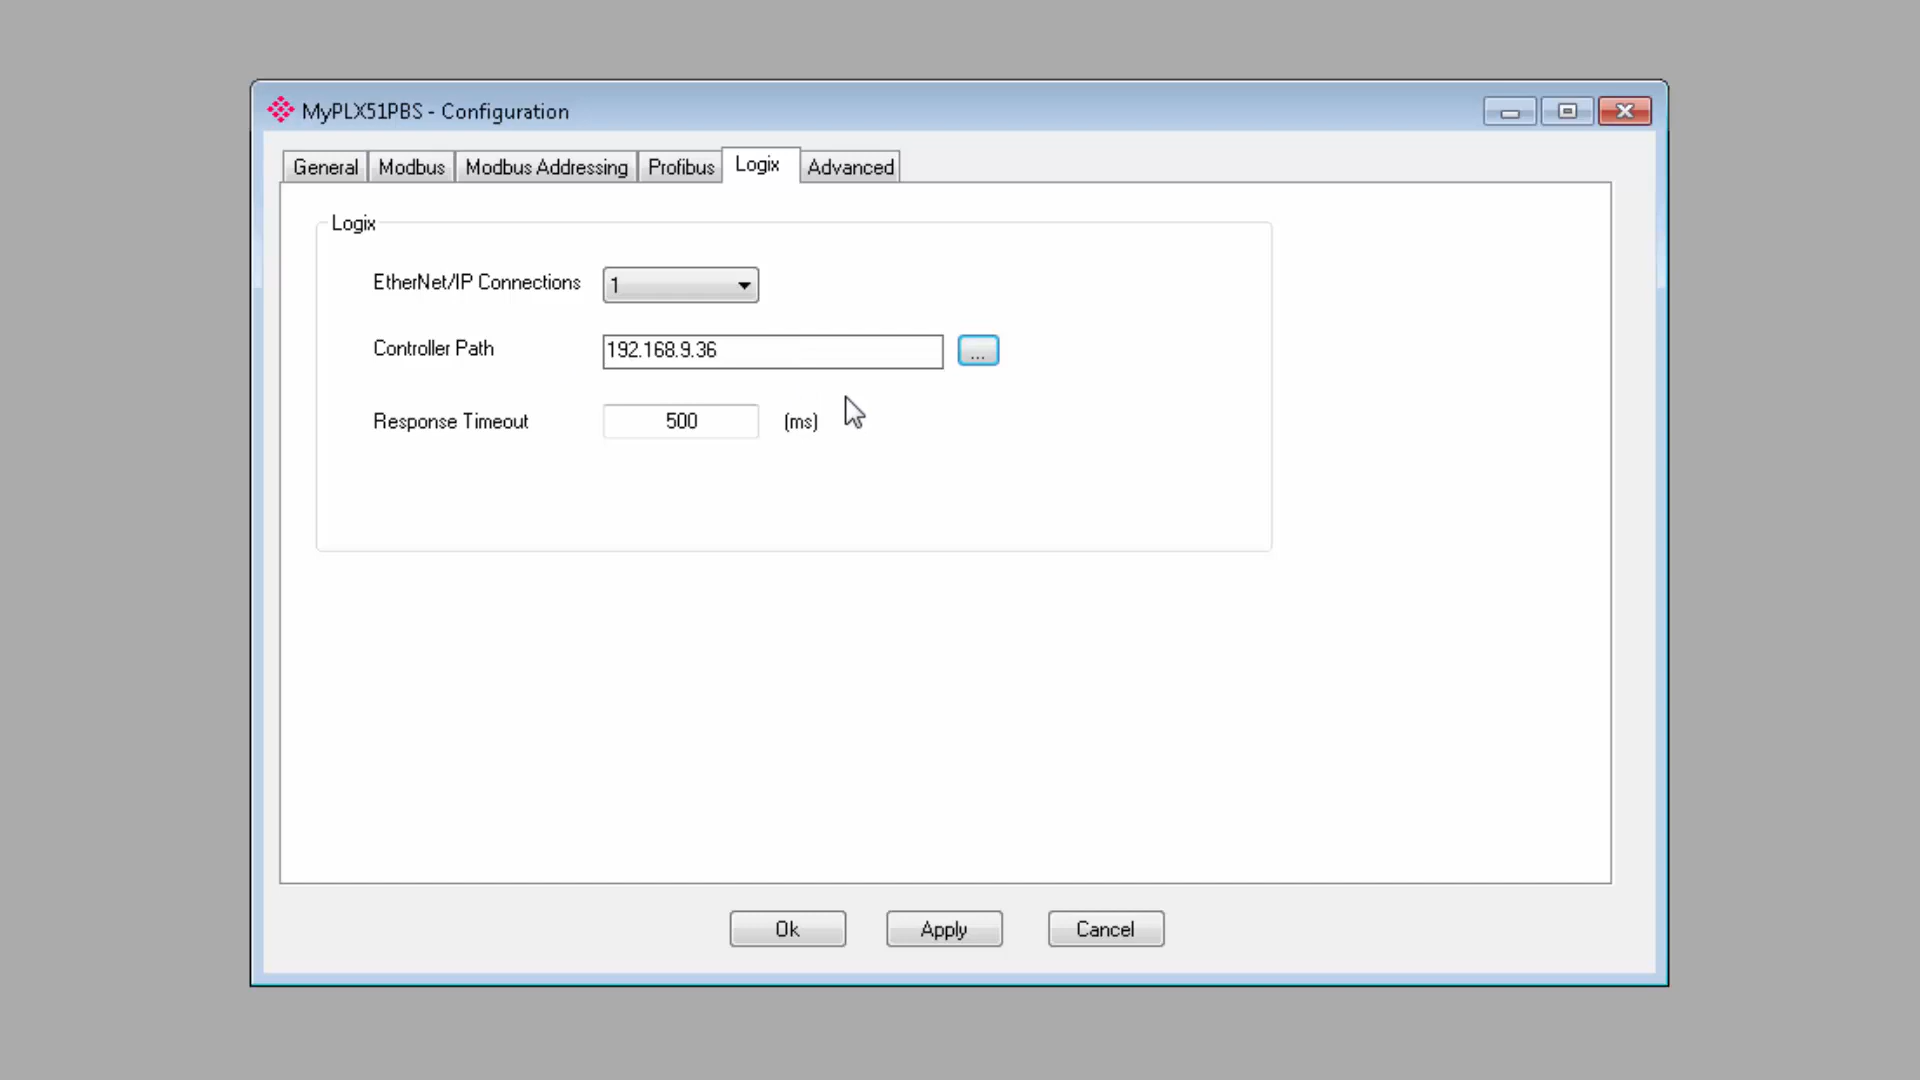 MyPLX51PBS - Configuration
General Modbus Modbus Addressing Profibus Logix Advanced
Logix
EtherNet/IP Connections 1
Controller Path 192.168.9.36 ...
Response Timeout 500 (ms)
Ok Apply Cancel